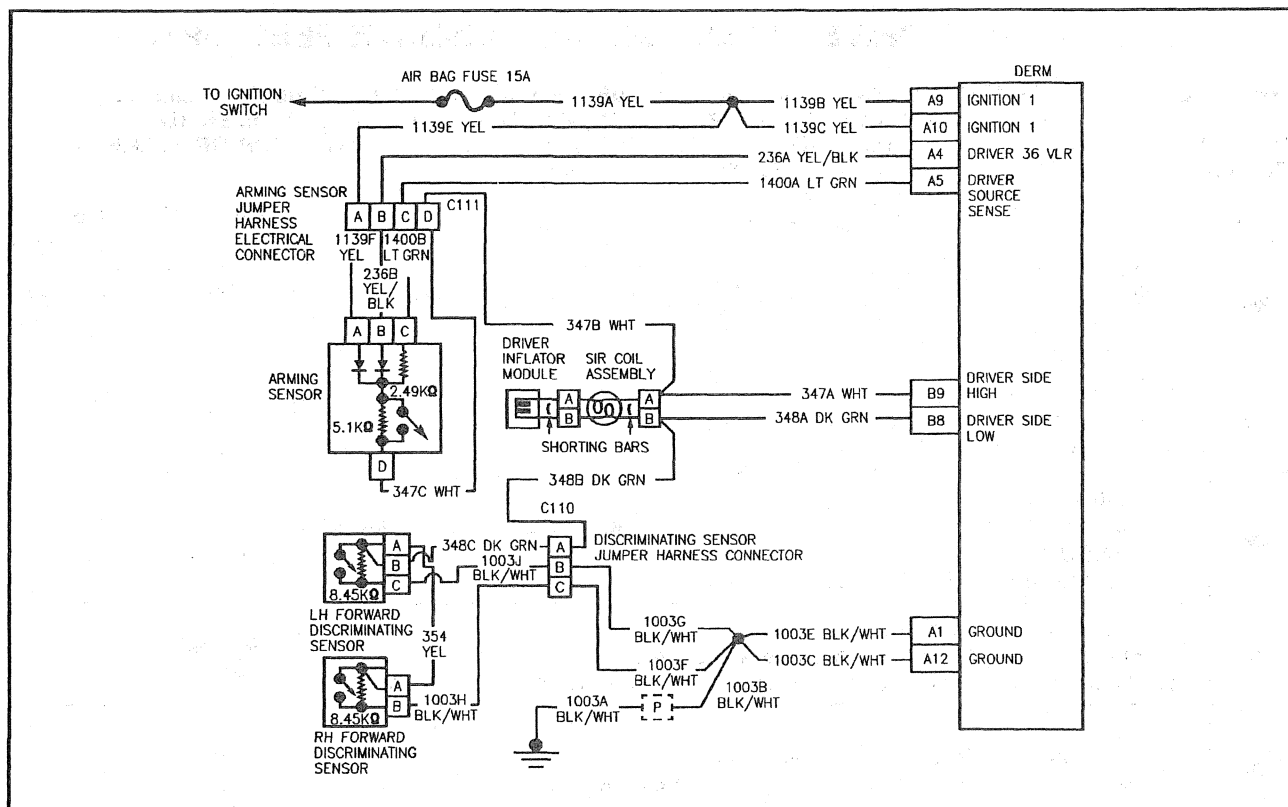 DERM
AIR BAG FUSE 15A
TO IGNITION
SWITCH
1139A YEL
1139B YEL
A9
IGNITION 1
1139E YEL
1139C YEL
A10
IGNITION 1
236A YEL/BLK
A4
DRIVER 36 VLR
1400A LT GRN
A5
DRIVER
SOURCE
SENSE
ARMING SENSOR
JUMPER
HARNESS
ELECTRICAL
CONNECTOR
A B C D
C111
1139F
YEL
1400B
LT GRN
236B
YEL/
BLK
A B C
ARMING
SENSOR
2.49KΩ
5.1KΩ
D
347C WHT
347B WHT
DRIVER
INFLATOR
MODULE
SIR COIL
ASSEMBLY
A
B
A
B
SHORTING BARS
347A WHT
B9
DRIVER SIDE
HIGH
348A DK GRN
B8
DRIVER SIDE
LOW
348B DK GRN
C110
DISCRIMINATING SENSOR
JUMPER HARNESS CONNECTOR
348C DK GRN
A
B
C
1003J
BLK/WHT
A
B
C
8.45KΩ
LH FORWARD
DISCRIMINATING
SENSOR
354
YEL
1003G
BLK/WHT
1003E BLK/WHT
A1
GROUND
1003F
BLK/WHT
1003C BLK/WHT
A12
GROUND
A
B
1003H
BLK/WHT
8.45KΩ
RH FORWARD
DISCRIMINATING
SENSOR
1003A
BLK/WHT
P
1003B
BLK/WHT